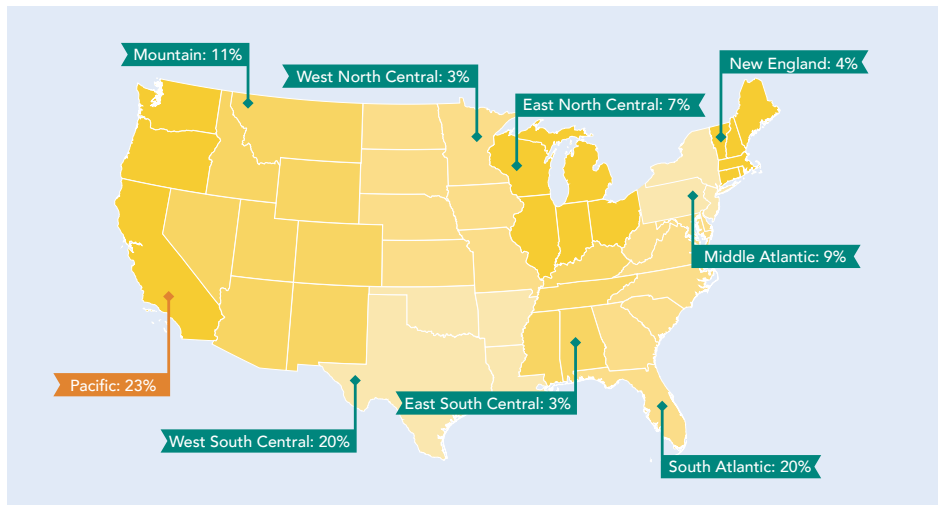 Mountain: 11%
West North Central: 3%
New England: 4%
East North Central: 7%
Middle Atlantic: 9%
Pacific: 23%
East South Central: 3%
West South Central: 20%
South Atlantic: 20%